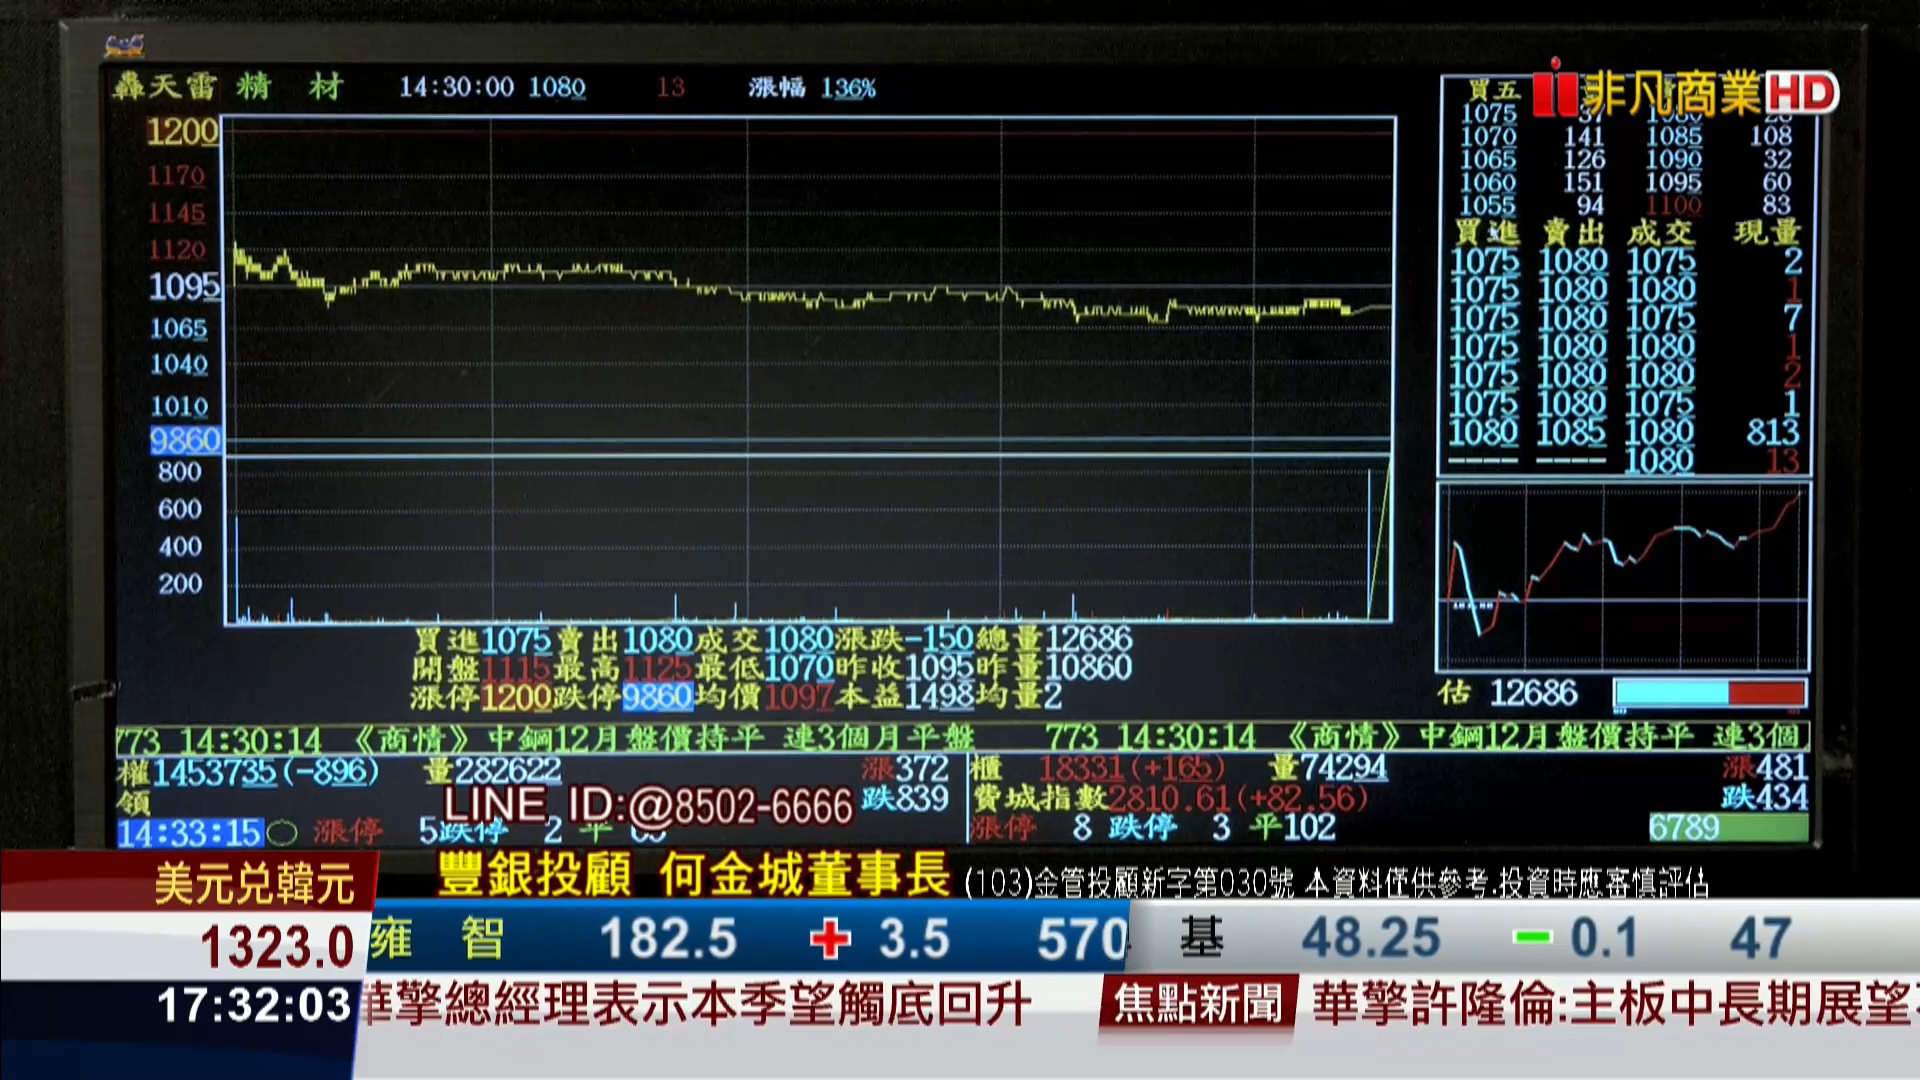 轟天雷 精 材 14:30:00 1080 13 漲幅 136%
非凡商業HD
1200
1170
1145
1120
1095
1065
1040
1010
9860
800
600
400
200
買五
1075
1070 141 1085 108
1065 126 1090 32
1060 151 1095 60
1055 94 1100 83
買進 賣出 成交 現量
1075 1080 1075 2
1075 1080 1080 1
1075 1080 1075 7
1075 1080 1080 1
1075 1080 1080 2
1075 1080 1075 1
1080 1085 1080 813
---- ---- 1080 13
買進1075賣出1080成交1080漲跌-150總量12686
開盤1115最高1125最低1070昨收1095昨量10860
漲停1200跌停9860均價1097本益1498均量2
估 12686
773 14:30:14 《商情》中鋼12月盤價持平 連3個月平盤 773 14:30:14 《商情》中鋼12月盤價持平 連3個
權1453735(-896) 量282622 漲372 櫃 18331(+165) 量74294 漲481
領 跌839 費城指數2810.61(+82.56) 跌434
LINE ID:@8502-6666
14:33:15 漲停 5跌停 2 平 漲停 8 跌停 3 平102 6789
美元兌韓元
豐銀投顧 何金城董事長 (103)金管投顧新字第030號 本資料僅供參考.投資時應審慎評估
1323.0
雍 智 182.5 + 3.5 570 基 48.25 - 0.1 47
17:32:03
華擎總經理表示本季望觸底回升 焦點新聞 華擎許隆倫:主板中長期展望